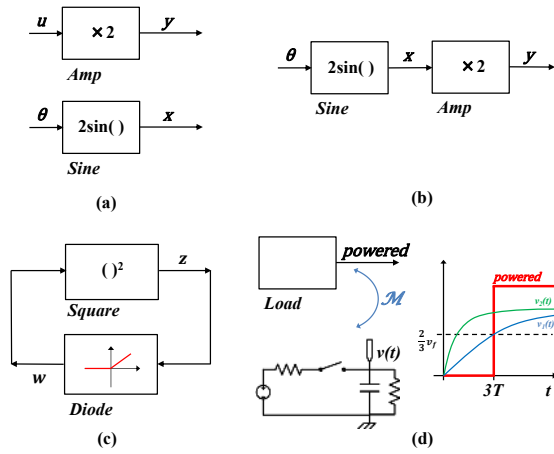 u
× 2
y
Amp
θ
2sin( )
x
Sine
(a)
θ
2sin( )
x
× 2
y
Sine
Amp
(b)
( )²
z
Square
w
Diode
(c)
powered
Load
ℳ
v(t)
powered
v₂(t)
v₁(t)
2/3 v_f
3T
t
(d)